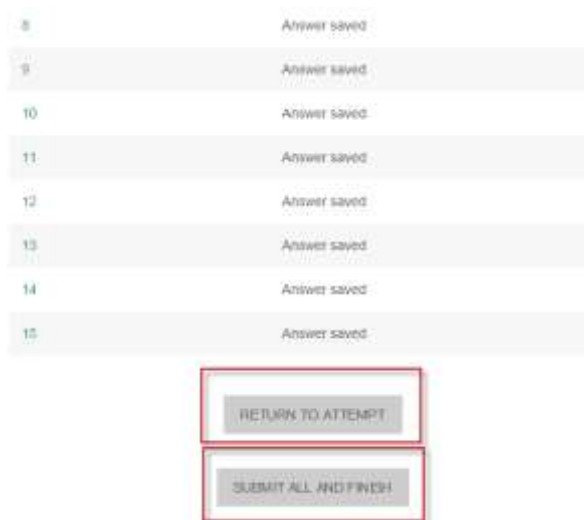 8 Answer saved
9 Answer saved
10 Answer saved
11 Answer saved
12 Answer saved
13 Answer saved
14 Answer saved
15 Answer saved
RETURN TO ATTEMPT
SUBMIT ALL AND FINISH